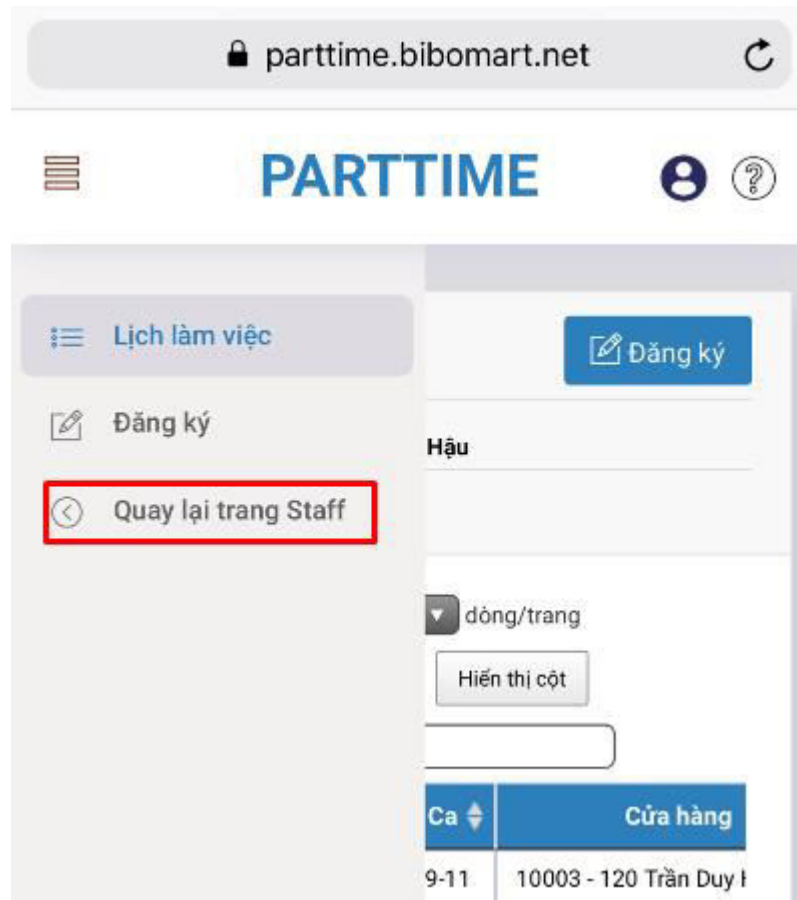 parttime.bibomart.net
PARTTIME
Lịch làm việc
Đăng ký
Đăng ký
Hậu
Quay lại trang Staff
dòng/trang
Hiển thị cột
Ca
Cửa hàng
9-11
10003 - 120 Trần Duy